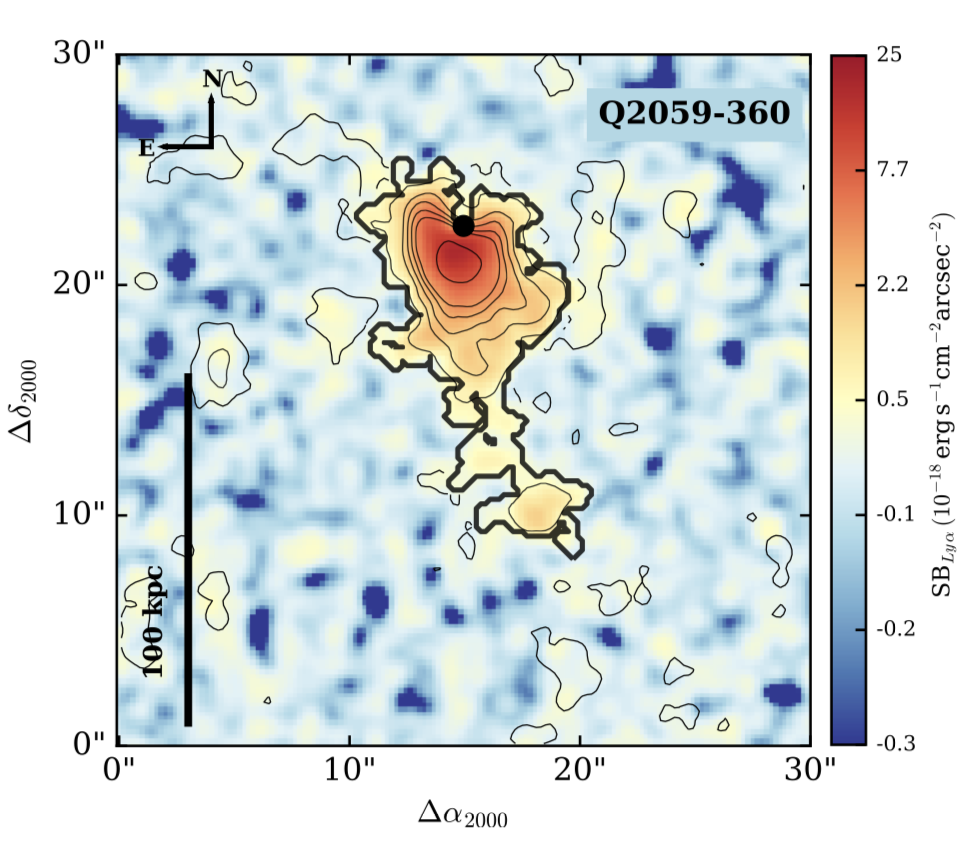 30"
20"
10"
0"
0"
10"
20"
30"
Δδ2000
Δα2000
N
E
Q2059-360
100 kpc
25
7.7
2.2
0.5
-0.1
-0.2
-0.3
SB_Lyα (10⁻¹⁸ erg s⁻¹ cm⁻² arcsec⁻²)